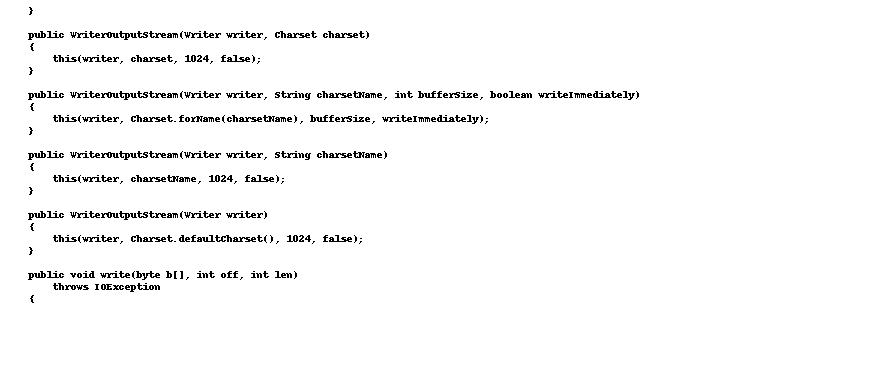 }
public WriterOutputStream(Writer writer, Charset charset)
{
this(writer, charset, 1024, false);
}
public WriterOutputStream(Writer writer, String charsetName, int bufferSize, boolean writeImmediately)
{
this(writer, Charset.forName(charsetName), bufferSize, writeImmediately);
}
public WriterOutputStream(Writer writer, String charsetName)
{
this(writer, charsetName, 1024, false);
}
public WriterOutputStream(Writer writer)
{
this(writer, Charset.defaultCharset(), 1024, false);
}
public void write(byte b[], int off, int len)
throws IOException
{